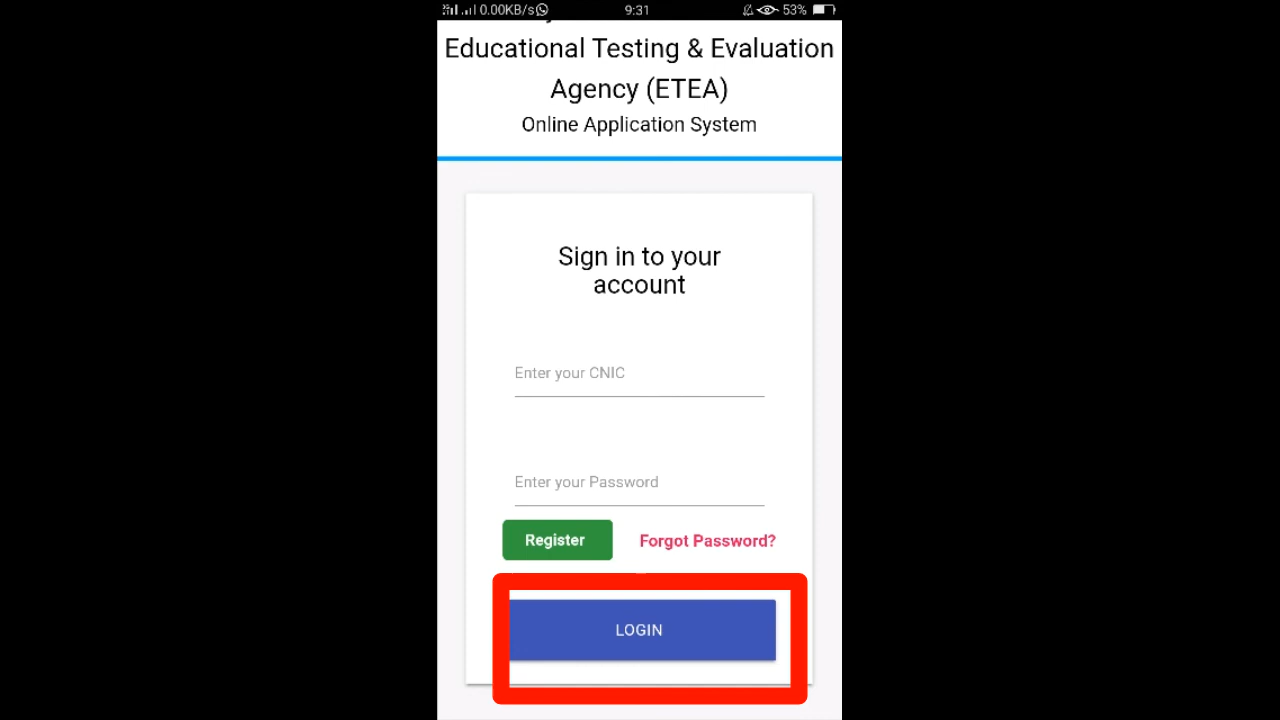 0.00KB/s 9:31 53%
Educational Testing & Evaluation
Agency (ETEA)
Online Application System
Sign in to your
account
Enter your CNIC
Enter your Password
Register Forgot Password?
LOGIN